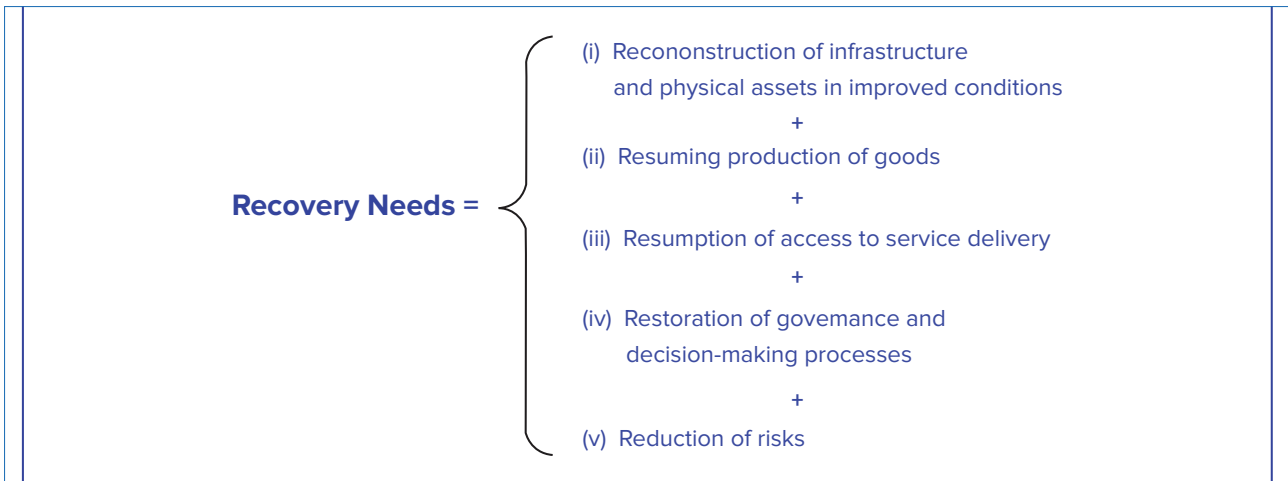 (i) Recononstruction of infrastructure
and physical assets in improved conditions
+
(ii) Resuming production of goods
+
Recovery Needs =
(iii) Resumption of access to service delivery
+
(iv) Restoration of govemance and
decision-making processes
+
(v) Reduction of risks